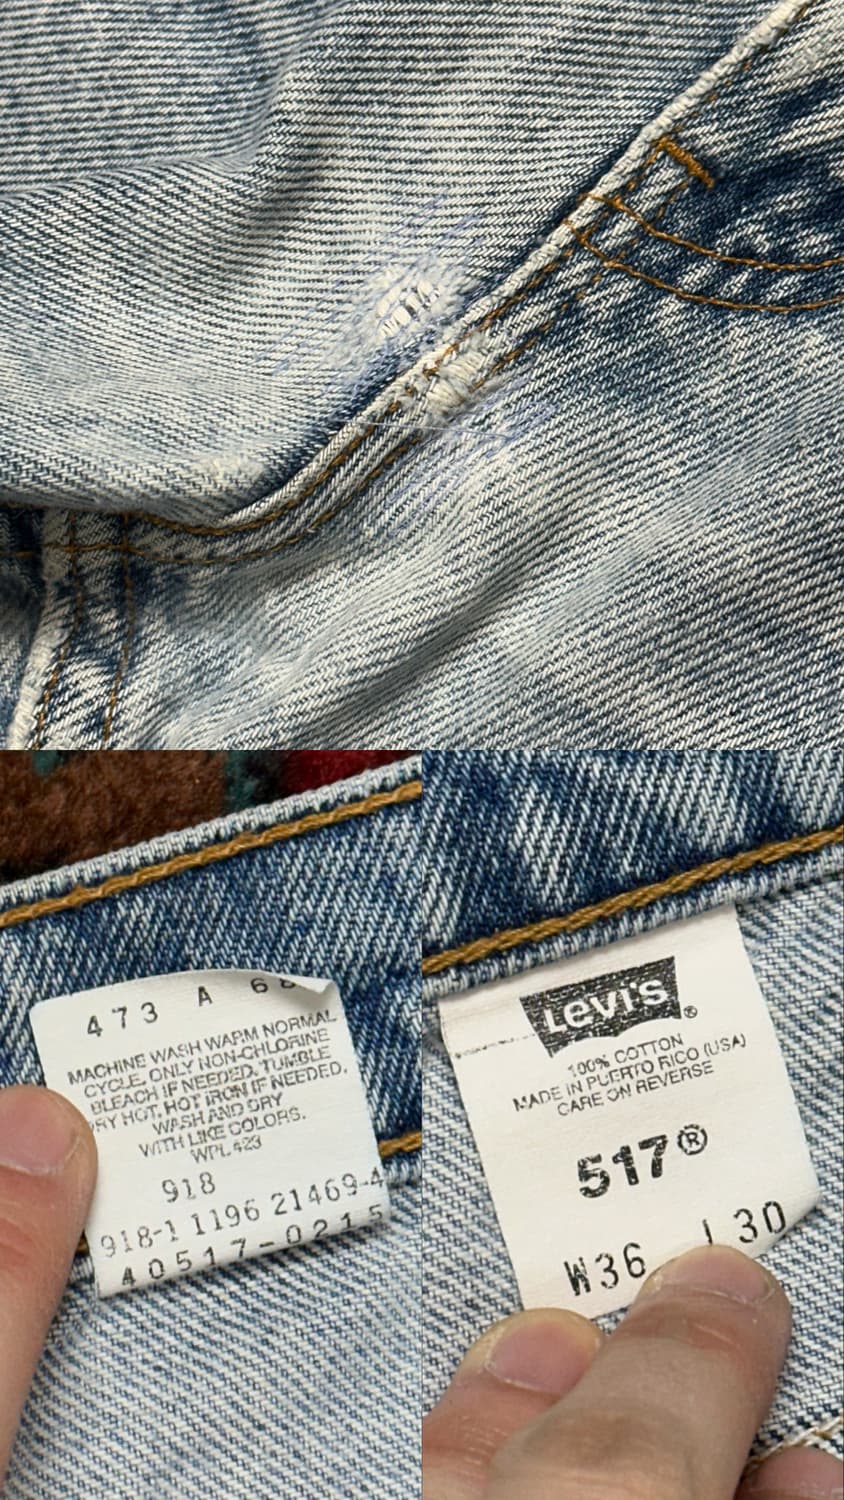 473 A 6
MACHINE WASH WARM NORMAL
CYCLE. ONLY NON-CHLORINE
BLEACH IF NEEDED. TUMBLE
DRY HOT. HOT IRON IF NEEDED.
WASH AND DRY
WITH LIKE COLORS.
WPL 423
918
918-1 1196 21469-4
40517-0215
Levi's®
100% COTTON
MADE IN PUERTO RICO (USA)
CARE ON REVERSE
517®
W36 L30